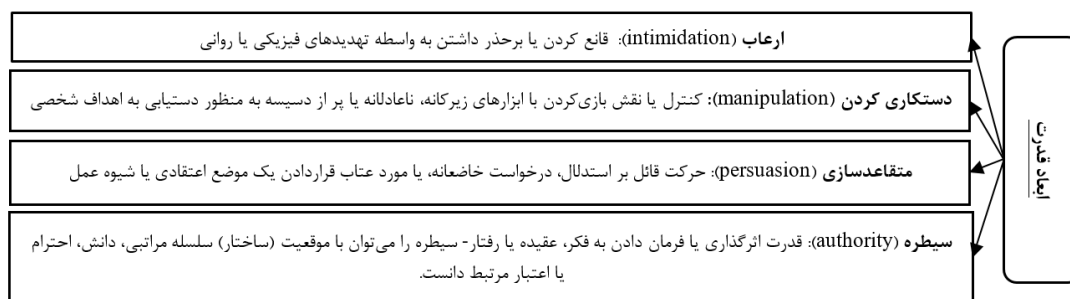 ابعاد قدرت
ارعاب (intimidation): قانع کردن یا برحذر داشتن به واسطه تهدیدهای فیزیکی یا روانی
دستکاری کردن (manipulation): کنترل یا نقش بازی‌کردن با ابزارهای زیرکانه، ناعادلانه یا پر از دسیسه به منظور دستیابی به اهداف شخصی
متقاعدسازی (persuasion): حرکت قائل بر استدلال، درخواست خاضعانه، یا مورد عتاب قراردادن یک موضع اعتقادی یا شیوه عمل
سیطره (authority): قدرت اثرگذاری یا فرمان دادن به فکر، عقیده یا رفتار- سیطره را می‌توان با موقعیت (ساختار) سلسله مراتبی، دانش، احترام
یا اعتبار مرتبط دانست.